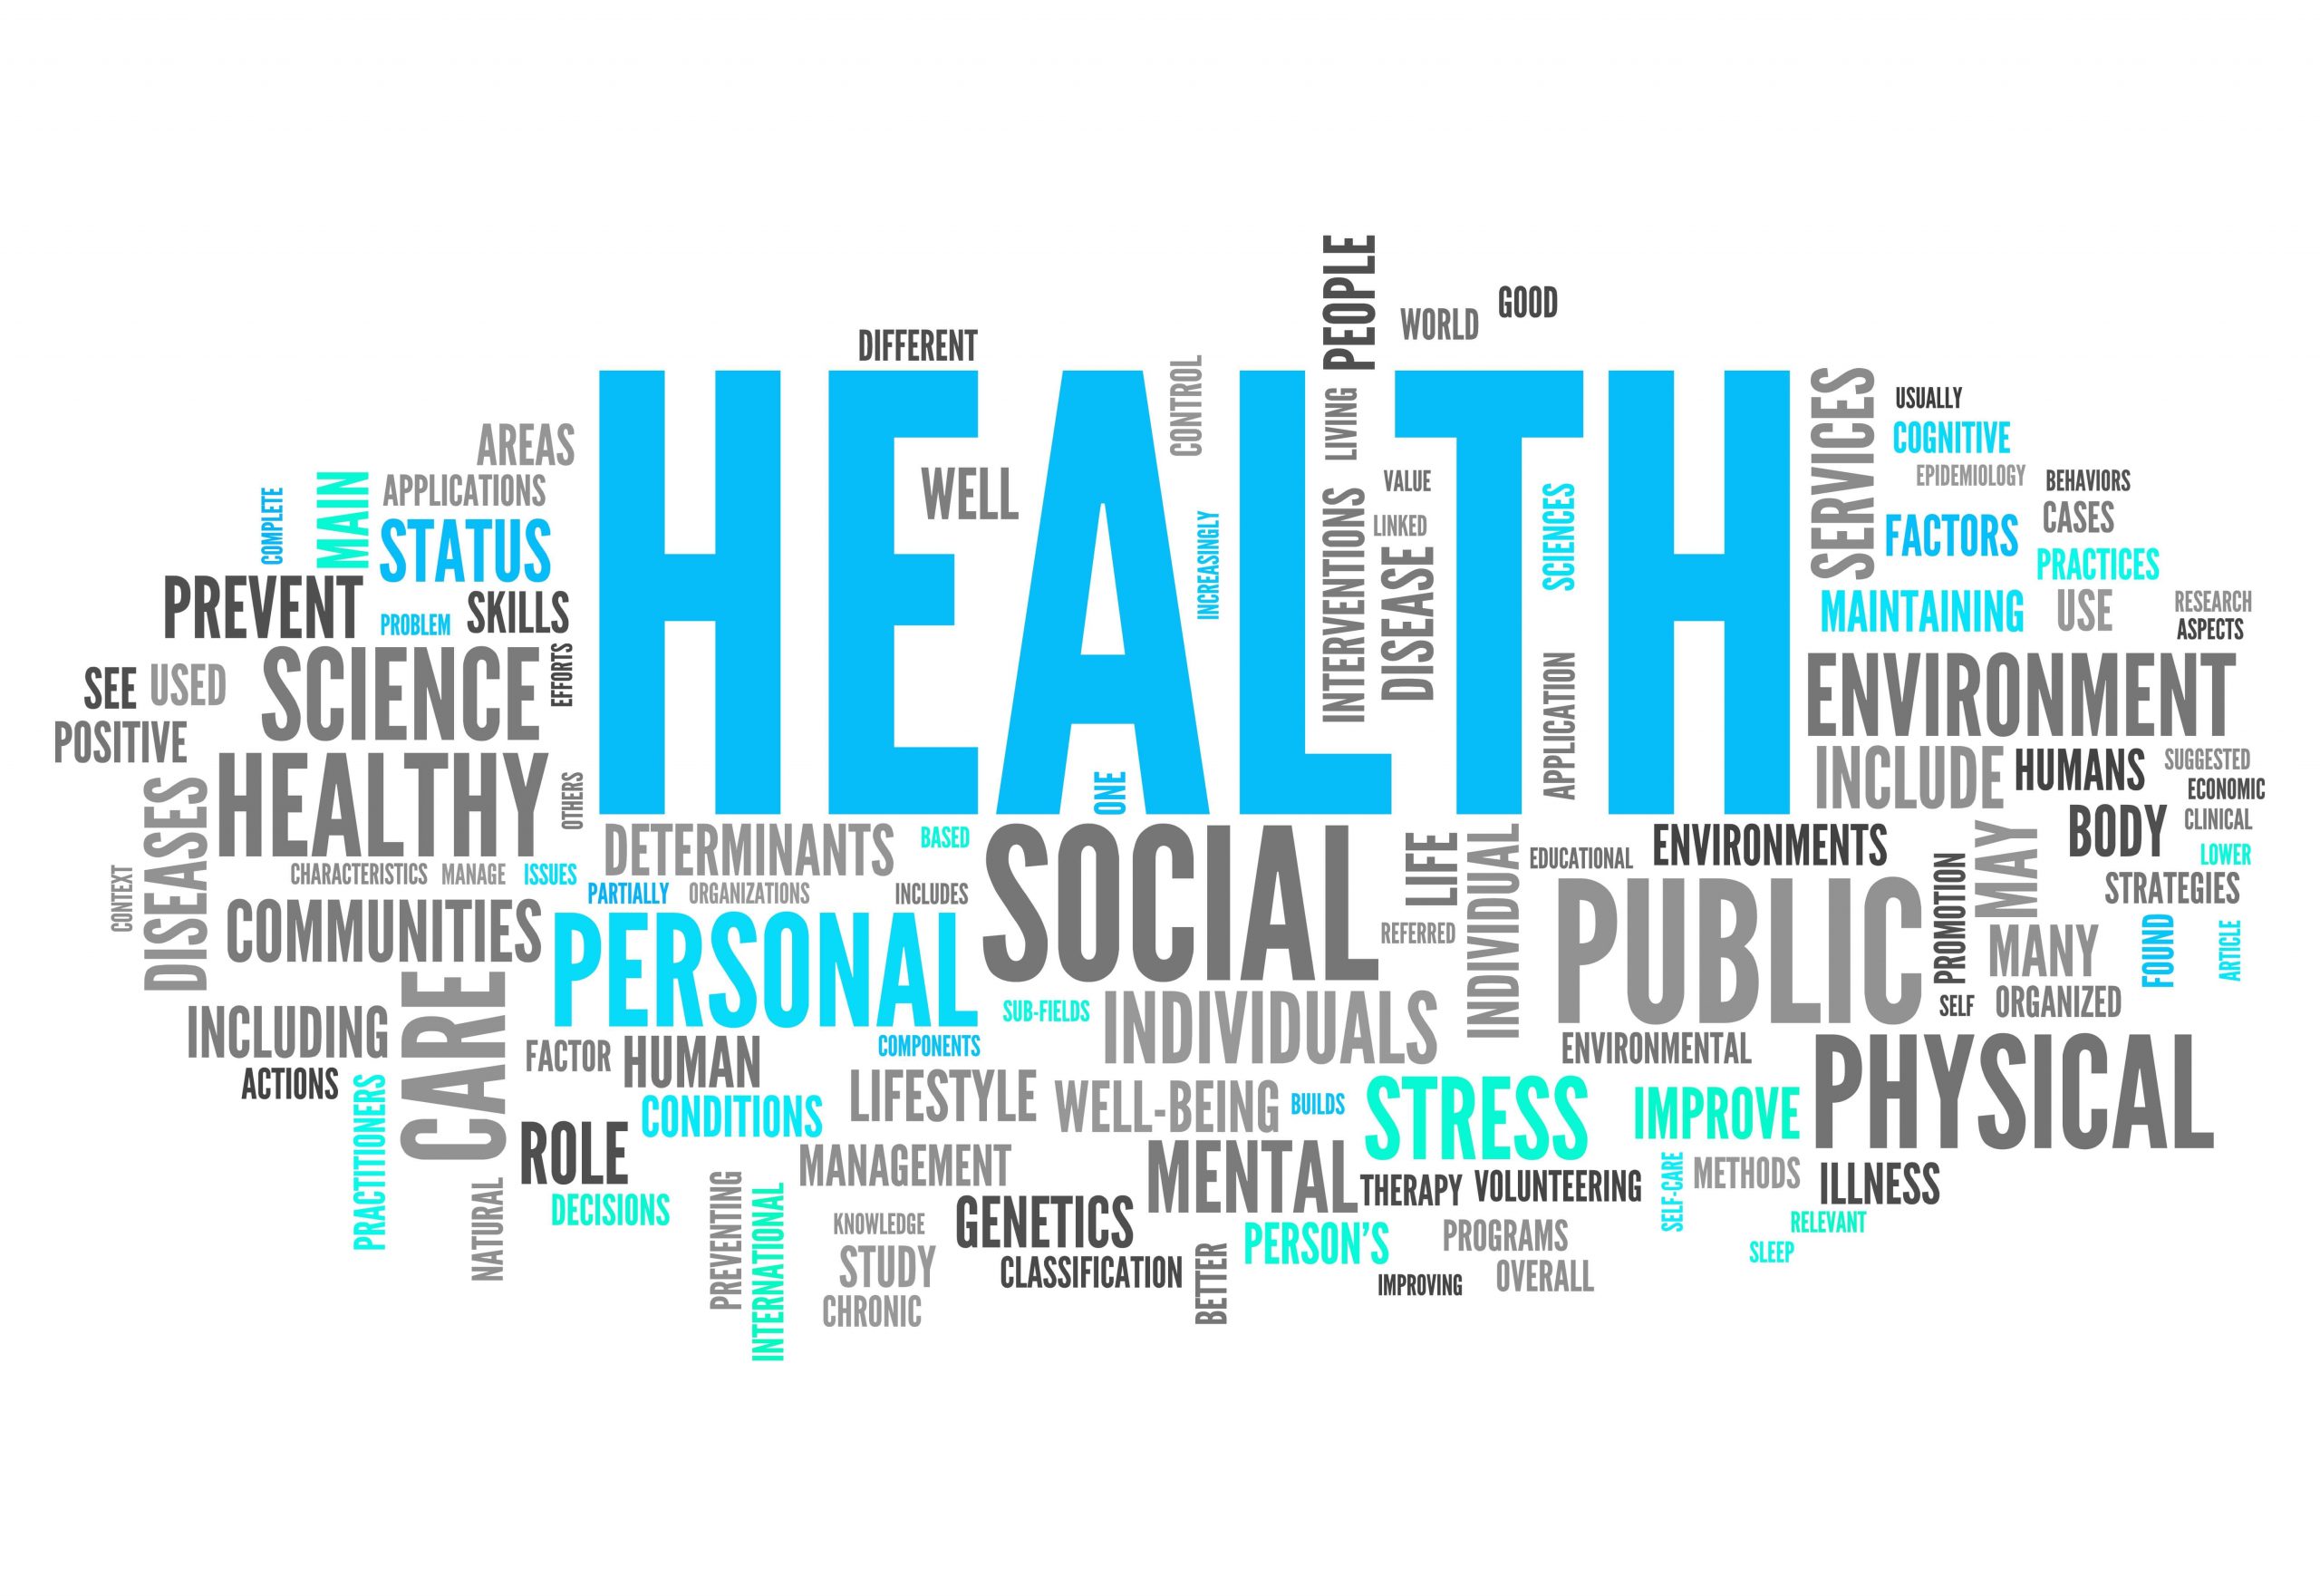 PEOPLE
GOOD
WORLD
DIFFERENT
CONTROL
HEALTH
LIVING
SERVICES
USUALLY
COGNITIVE
AREAS
WELL
VALUE
EPIDEMIOLOGY
BEHAVIORS
APPLICATIONS
MAIN
COMPLETE
INCREASINGLY
INTERVENTIONS
LINKED
SCIENCES
CASES
STATUS
FACTORS
DISEASE
PRACTICES
PREVENT
PROBLEM
SKILLS
MAINTAINING
USE
RESEARCH
ASPECTS
SEE
USED
SCIENCE
EFFORTS
APPLICATION
ENVIRONMENT
POSITIVE
HEALTHY
OTHERS
ONE
INCLUDE
HUMANS
SUGGESTED
ECONOMIC
DISEASES
DETERMINANTS
BASED
SOCIAL
LIFE
INDIVIDUAL
EDUCATIONAL
ENVIRONMENTS
MAY
BODY
CLINICAL
LOWER
CONTEXT
CHARACTERISTICS
MANAGE
ISSUES
PARTIALLY
ORGANIZATIONS
INCLUDES
PUBLIC
PROMOTION
STRATEGIES
COMMUNITIES
PERSONAL
REFERRED
MANY
FOUND
ARTICLE
INCLUDING
CARE
SUB-FIELDS
INDIVIDUALS
SELF
ORGANIZED
FACTOR
HUMAN
COMPONENTS
ENVIRONMENTAL
PHYSICAL
ACTIONS
PRACTITIONERS
CONDITIONS
LIFESTYLE
WELL-BEING
BUILDS
STRESS
IMPROVE
ROLE
MANAGEMENT
MENTAL
THERAPY
VOLUNTEERING
SELF-CARE
METHODS
ILLNESS
NATURAL
DECISIONS
PREVENTING
INTERNATIONAL
KNOWLEDGE
GENETICS
PERSON'S
PROGRAMS
RELEVANT
STUDY
CLASSIFICATION
BETTER
IMPROVING
OVERALL
SLEEP
CHRONIC